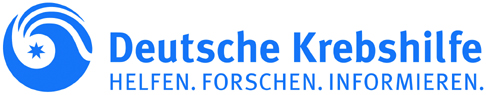 Deutsche Krebshilfe
HELFEN. FORSCHEN. INFORMIEREN.